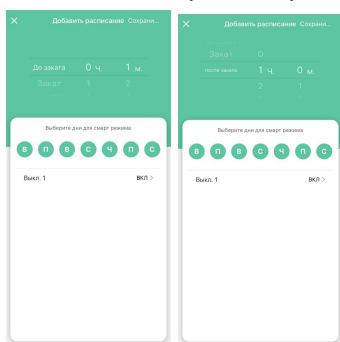 Добавить расписание Сохрани...
До заката 0 ч. 1 м.
Закат 1 2
Выберите дни для смарт режима
В П В С Ч П С
Выкл. 1 ВКЛ >
Добавить расписание Сохрани...
Закат 0
после заката 1 ч. 0 м.
2 1
Выберите дни для смарт режима
В П В С Ч П С
Выкл. 1 ВКЛ >